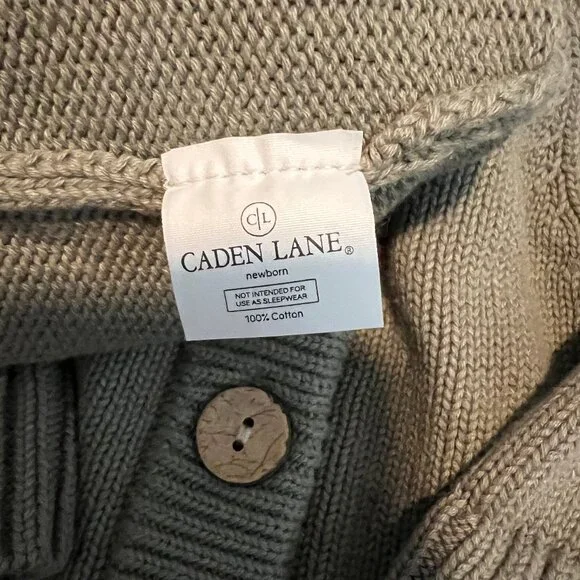 C|L
CADEN LANE®
newborn
NOT INTENDED FOR
USE AS SLEEPWEAR
100% Cotton